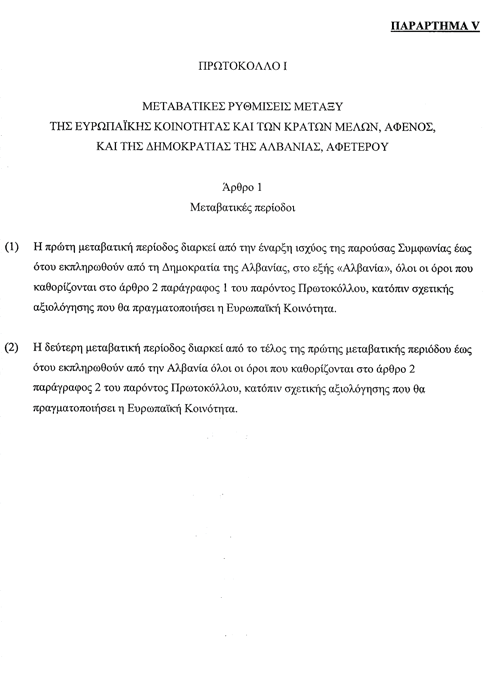 ΠΑΡΑΡΤΗΜΑ V
ΠΡΩΤΟΚΟΛΛΟ Ι
ΜΕΤΑΒΑΤΙΚΕΣ ΡΥΘΜΙΣΕΙΣ ΜΕΤΑΞΥ
ΤΗΣ ΕΥΡΩΠΑΪΚΗΣ ΚΟΙΝΟΤΗΤΑΣ ΚΑΙ ΤΩΝ ΚΡΑΤΩΝ ΜΕΛΩΝ, ΑΦΕΝΟΣ,
ΚΑΙ ΤΗΣ ΔΗΜΟΚΡΑΤΙΑΣ ΤΗΣ ΑΛΒΑΝΙΑΣ, ΑΦΕΤΕΡΟΥ
Άρθρο 1
Μεταβατικές περίοδοι
(1) Η πρώτη μεταβατική περίοδος διαρκεί από την έναρξη ισχύος της παρούσας Συμφωνίας έως
ότου εκπληρωθούν από τη Δημοκρατία της Αλβανίας, στο εξής «Αλβανία», όλοι οι όροι που
καθορίζονται στο άρθρο 2 παράγραφος 1 του παρόντος Πρωτοκόλλου, κατόπιν σχετικής
αξιολόγησης που θα πραγματοποιήσει η Ευρωπαϊκή Κοινότητα.
(2) Η δεύτερη μεταβατική περίοδος διαρκεί από το τέλος της πρώτης μεταβατικής περιόδου έως
ότου εκπληρωθούν από την Αλβανία όλοι οι όροι που καθορίζονται στο άρθρο 2
παράγραφος 2 του παρόντος Πρωτοκόλλου, κατόπιν σχετικής αξιολόγησης που θα
πραγματοποιήσει η Ευρωπαϊκή Κοινότητα.